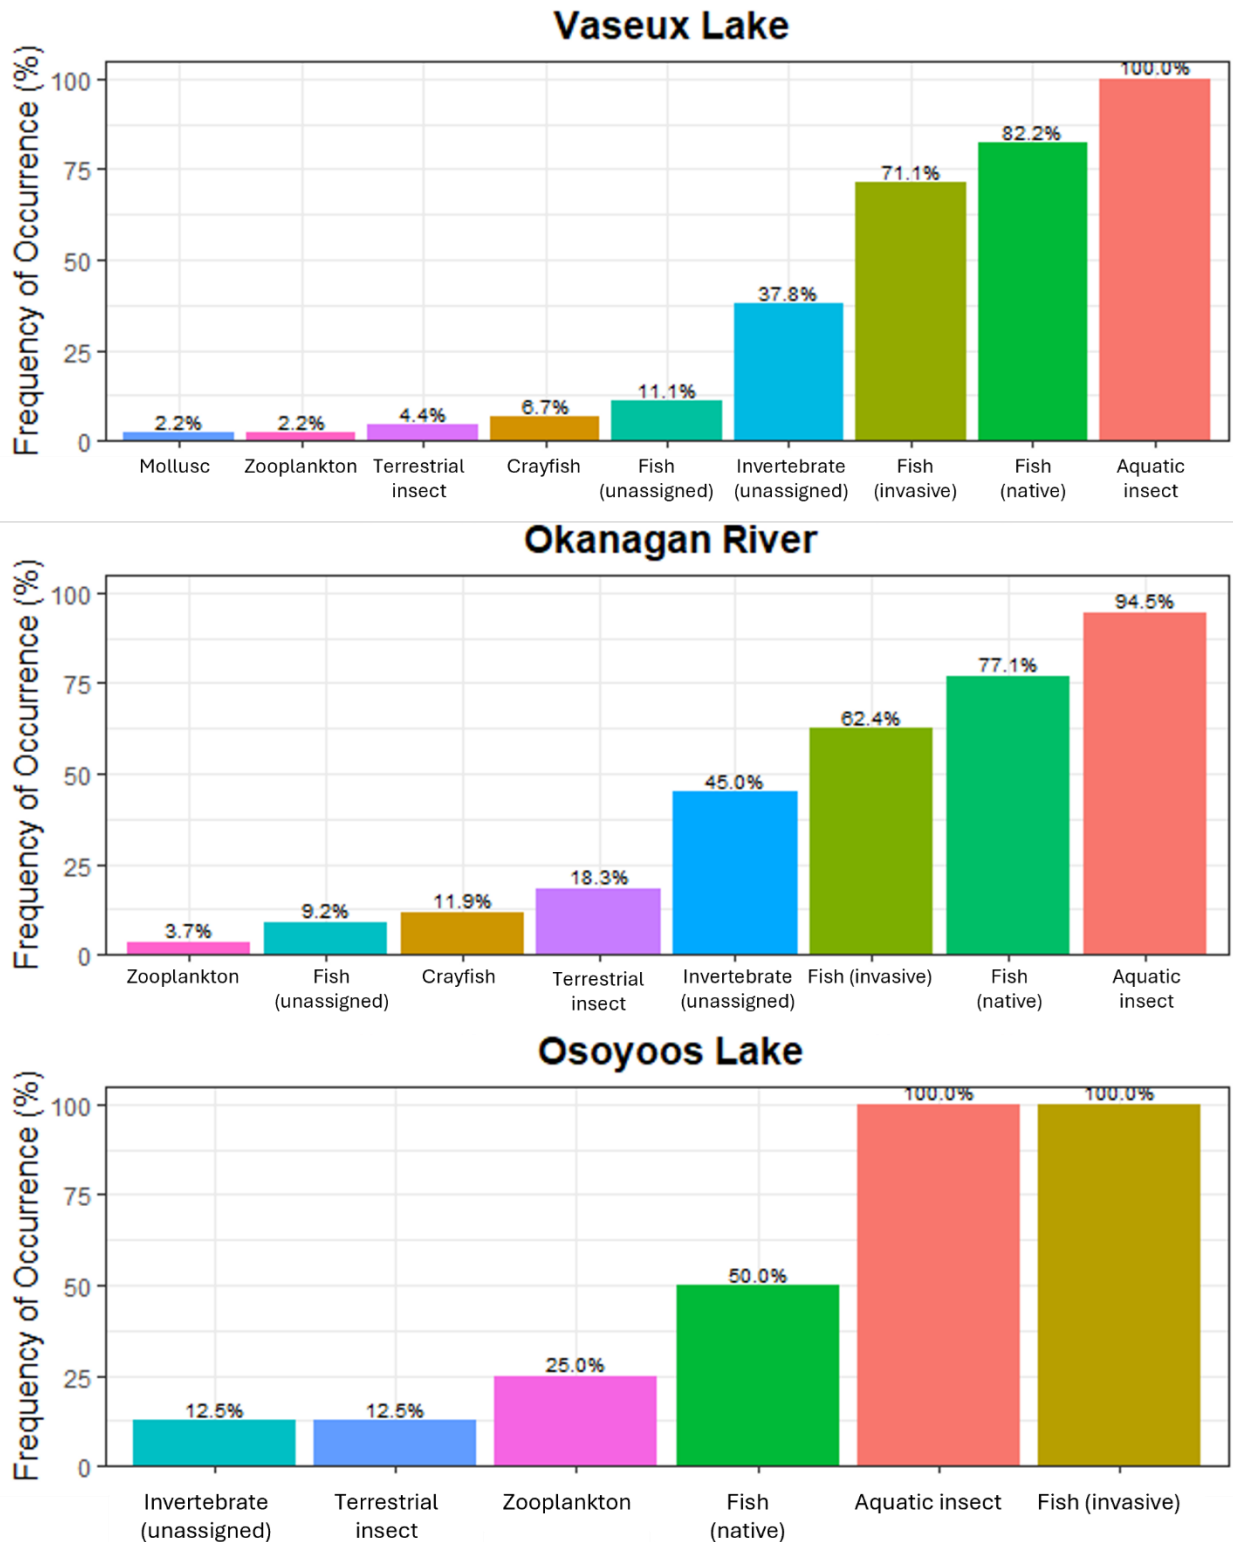 Vaseux Lake
Frequency of Occurrence (%)
100
75
50
25
0
2.2%
2.2%
4.4%
6.7%
11.1%
37.8%
71.1%
82.2%
100.0%
Mollusc
Zooplankton
Terrestrial
insect
Crayfish
Fish
(unassigned)
Invertebrate
(unassigned)
Fish
(invasive)
Fish
(native)
Aquatic
insect
Okanagan River
Frequency of Occurrence (%)
100
75
50
25
0
3.7%
9.2%
11.9%
18.3%
45.0%
62.4%
77.1%
94.5%
Zooplankton
Fish
(unassigned)
Crayfish
Terrestrial
insect
Invertebrate
(unassigned)
Fish (invasive)
Fish
(native)
Aquatic
insect
Osoyoos Lake
Frequency of Occurrence (%)
100
75
50
25
0
12.5%
12.5%
25.0%
50.0%
100.0%
100.0%
Invertebrate
(unassigned)
Terrestrial
insect
Zooplankton
Fish
(native)
Aquatic insect
Fish (invasive)